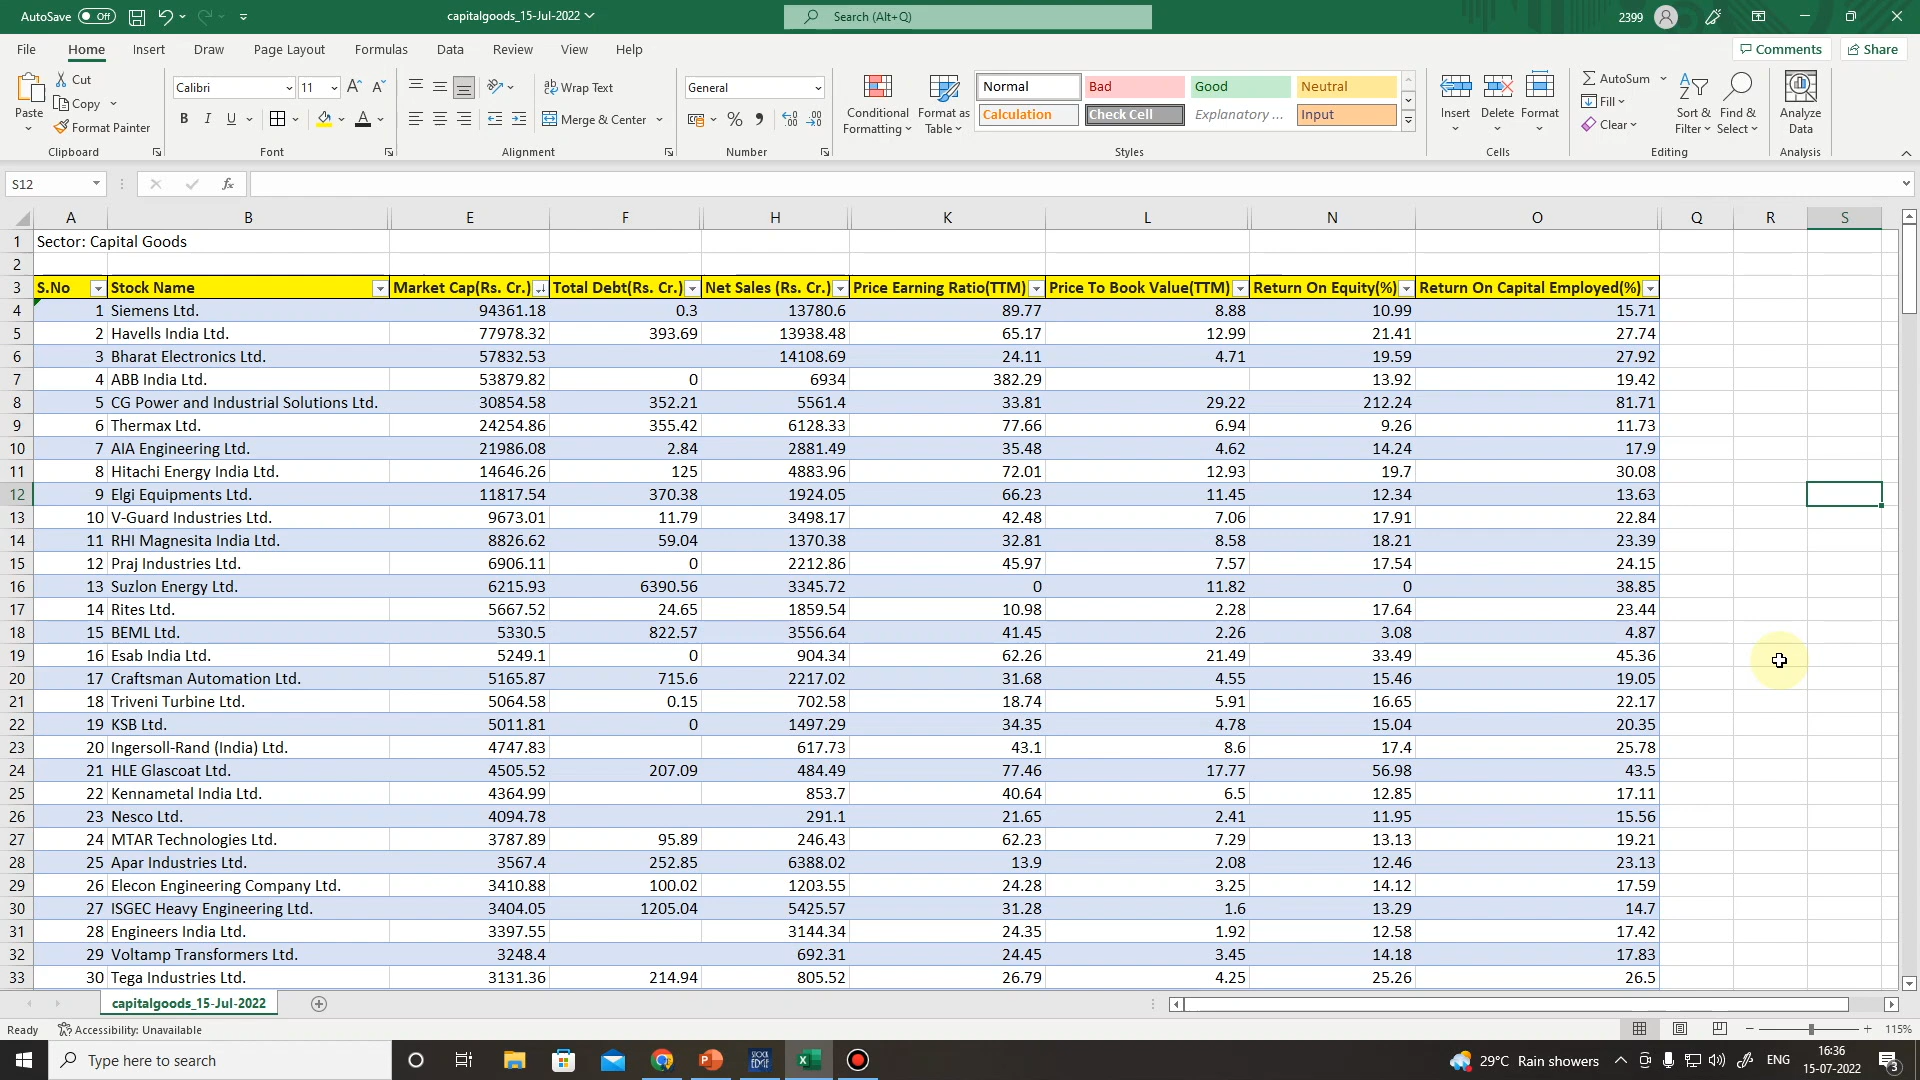 AutoSave Off capitalgoods_15-Jul-2022 Search (Alt+Q) 2399
File Home Insert Draw Page Layout Formulas Data Review View Help Comments Share
Paste Cut Copy Format Painter Clipboard
Calibri 11 B I U Font
Wrap Text Merge & Center Alignment
General Number
Conditional Formatting Format as Table
Normal Bad Good Neutral
Calculation Check Cell Explanatory ... Input
Styles
Insert Delete Format Cells
AutoSum Fill Clear Sort & Filter Find & Select Editing
Analyze Data Analysis
S12 fx
A B E F H K L N O Q R S
1 Sector: Capital Goods
2
3 S.No Stock Name Market Cap(Rs. Cr.) Total Debt(Rs. Cr.) Net Sales (Rs. Cr.) Price Earning Ratio(TTM) Price To Book Value(TTM) Return On Equity(%) Return On Capital Employed(%)
4 1 Siemens Ltd. 94361.18 0.3 13780.6 89.77 8.88 10.99 15.71
5 2 Havells India Ltd. 77978.32 393.69 13938.48 65.17 12.99 21.41 27.74
6 3 Bharat Electronics Ltd. 57832.53 14108.69 24.11 4.71 19.59 27.92
7 4 ABB India Ltd. 53879.82 0 6934 382.29 13.92 19.42
8 5 CG Power and Industrial Solutions Ltd. 30854.58 352.21 5561.4 33.81 29.22 212.24 81.71
9 6 Thermax Ltd. 24254.86 355.42 6128.33 77.66 6.94 9.26 11.73
10 7 AIA Engineering Ltd. 21986.08 2.84 2881.49 35.48 4.62 14.24 17.9
11 8 Hitachi Energy India Ltd. 14646.26 125 4883.96 72.01 12.93 19.7 30.08
12 9 Elgi Equipments Ltd. 11817.54 370.38 1924.05 66.23 11.45 12.34 13.63
13 10 V-Guard Industries Ltd. 9673.01 11.79 3498.17 42.48 7.06 17.91 22.84
14 11 RHI Magnesita India Ltd. 8826.62 59.04 1370.38 32.81 8.58 18.21 23.39
15 12 Praj Industries Ltd. 6906.11 0 2212.86 45.97 7.57 17.54 24.15
16 13 Suzlon Energy Ltd. 6215.93 6390.56 3345.72 0 11.82 0 38.85
17 14 Rites Ltd. 5667.52 24.65 1859.54 10.98 2.28 17.64 23.44
18 15 BEML Ltd. 5330.5 822.57 3556.64 41.45 2.26 3.08 4.87
19 16 Esab India Ltd. 5249.1 0 904.34 62.26 21.49 33.49 45.36
20 17 Craftsman Automation Ltd. 5165.87 715.6 2217.02 31.68 4.55 15.46 19.05
21 18 Triveni Turbine Ltd. 5064.58 0.15 702.58 18.74 5.91 16.65 22.17
22 19 KSB Ltd. 5011.81 0 1497.29 34.35 4.78 15.04 20.35
23 20 Ingersoll-Rand (India) Ltd. 4747.83 617.73 43.1 8.6 17.4 25.78
24 21 HLE Glascoat Ltd. 4505.52 207.09 484.49 77.46 17.77 56.98 43.5
25 22 Kennametal India Ltd. 4364.99 853.7 40.64 6.5 12.85 17.11
26 23 Nesco Ltd. 4094.78 291.1 21.65 2.41 11.95 15.56
27 24 MTAR Technologies Ltd. 3787.89 95.89 246.43 62.23 7.29 13.13 19.21
28 25 Apar Industries Ltd. 3567.4 252.85 6388.02 13.9 2.08 12.46 23.13
29 26 Elecon Engineering Company Ltd. 3410.88 100.02 1203.55 24.28 3.25 14.12 17.59
30 27 ISGEC Heavy Engineering Ltd. 3404.05 1205.04 5425.57 31.28 1.6 13.29 14.7
31 28 Engineers India Ltd. 3397.55 3144.34 24.35 1.92 12.58 17.42
32 29 Voltamp Transformers Ltd. 3248.4 692.31 24.45 3.45 14.18 17.83
33 30 Tega Industries Ltd. 3131.36 214.94 805.52 26.79 4.25 25.26 26.5
capitalgoods_15-Jul-2022
Ready Accessibility: Unavailable 115%
Type here to search STOCK EDGE 29°C Rain showers ENG 16:36
15-07-2022 3